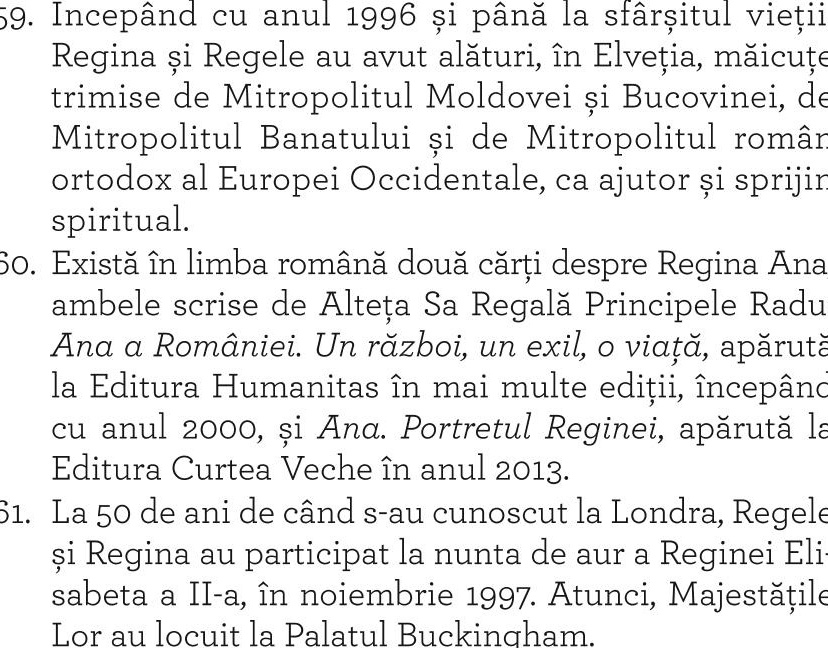 59. Începând cu anul 1996 și până la sfârșitul vieții
Regina și Regele au avut alături, în Elveția, măicuțe
trimise de Mitropolitul Moldovei și Bucovinei, de
Mitropolitul Banatului și de Mitropolitul român
ortodox al Europei Occidentale, ca ajutor și sprijin
spiritual.
60. Există în limba română două cărți despre Regina Ana,
ambele scrise de Alteța Sa Regală Principele Radu:
Ana a României. Un război, un exil, o viață, apărută
la Editura Humanitas în mai multe ediții, începând
cu anul 2000, și Ana. Portretul Reginei, apărută la
Editura Curtea Veche în anul 2013.
61. La 50 de ani de când s-au cunoscut la Londra, Regele
și Regina au participat la nunta de aur a Reginei Eli-
sabeta a II-a, în noiembrie 1997. Atunci, Majestățile
Lor au locuit la Palatul Buckingham.